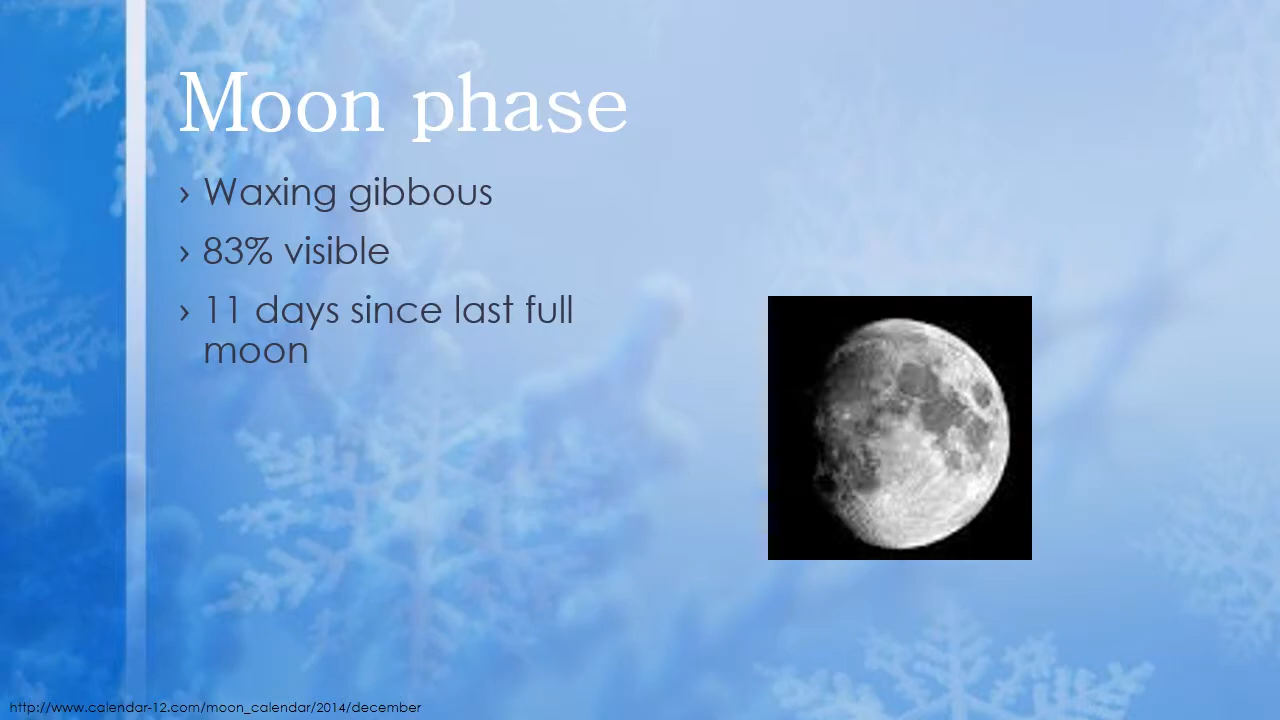 Moon phase
› Waxing gibbous
› 83% visible
› 11 days since last full
moon
http://www.calendar-12.com/moon_calendar/2014/december